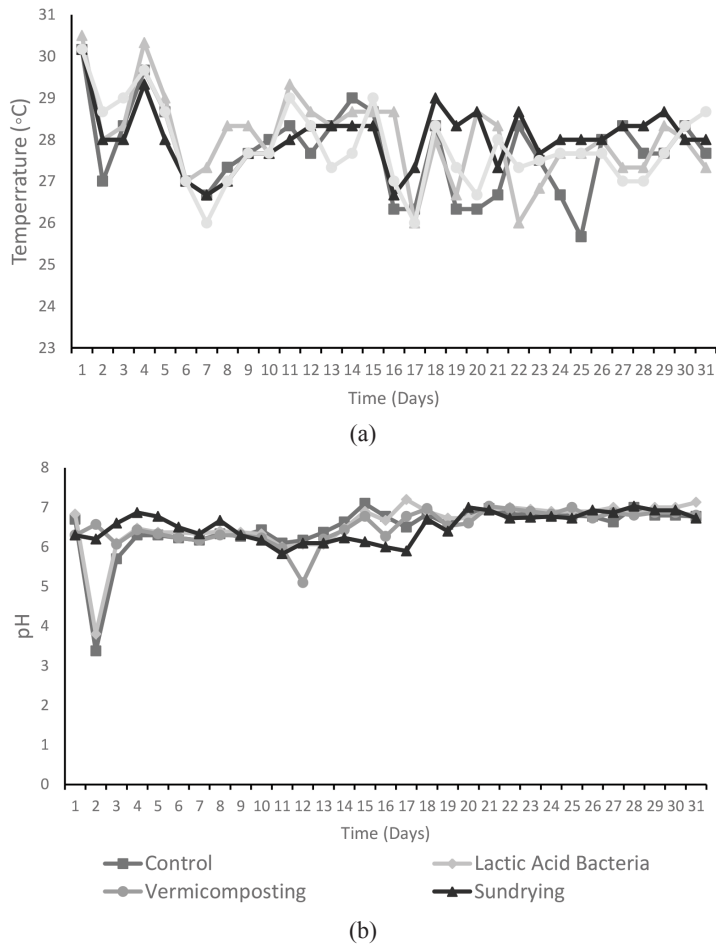 31
30
29
28
27
26
25
24
23
Temperrature (°C)
1 2 3 4 5 6 7 8 9 10 11 12 13 14 15 16 17 18 19 20 21 22 23 24 25 26 27 28 29 30 31
Time (Days)
(a)
8
7
6
5
4
3
2
1
0
pH
1 2 3 4 5 6 7 8 9 10 11 12 13 14 15 16 17 18 19 20 21 22 23 24 25 26 27 28 29 30 31
Time (Days)
Control Lactic Acid Bacteria
Vermicomposting Sundrying
(b)